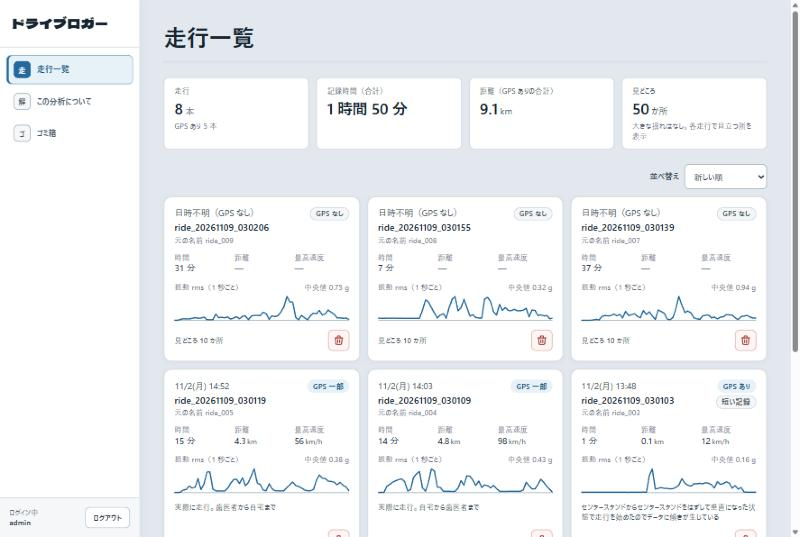 ドライブロガー
走 走行一覧
解 この分析について
ゴ ゴミ箱
ログイン中
admin
ログアウト
走行一覧
走行
8 本
GPS あり 5 本
記録時間（合計）
1 時間 50 分
距離（GPS ありの合計）
9.1 km
見どころ
50 か所
大きな揺れはなし。各走行で目立つ所を
表示
並べ替え 新しい順
日時不明（GPS なし） GPS なし
ride_20261109_030206
元の名前 ride_009
時間 距離 最高速度
31 分 — —
振動 rms（1 秒ごと） 中央値 0.75 g
見どころ 10 か所
日時不明（GPS なし） GPS なし
ride_20261109_030155
元の名前 ride_008
時間 距離 最高速度
7 分 — —
振動 rms（1 秒ごと） 中央値 0.32 g
見どころ 10 か所
日時不明（GPS なし） GPS なし
ride_20261109_030139
元の名前 ride_007
時間 距離 最高速度
37 分 — —
振動 rms（1 秒ごと） 中央値 0.94 g
見どころ 10 か所
11/2(月) 14:52 GPS 一部
ride_20261109_030119
元の名前 ride_005
時間 距離 最高速度
15 分 4.3 km 56 km/h
振動 rms（1 秒ごと） 中央値 0.38 g
実際に走行。歯医者から自宅まで
11/2(月) 14:03 GPS 一部
ride_20261109_030109
元の名前 ride_004
時間 距離 最高速度
14 分 4.8 km 98 km/h
振動 rms（1 秒ごと） 中央値 0.43 g
実際に走行。自宅から歯医者まで
11/2(月) 13:48 GPS あり
ride_20261109_030103 短い記録
元の名前 ride_003
時間 距離 最高速度
1 分 0.1 km 12 km/h
振動 rms（1 秒ごと） 中央値 0.16 g
センタースタンドからセンタースタンドをはずして垂直になった状
態で走行を始めたのでデータに傾きが生じている